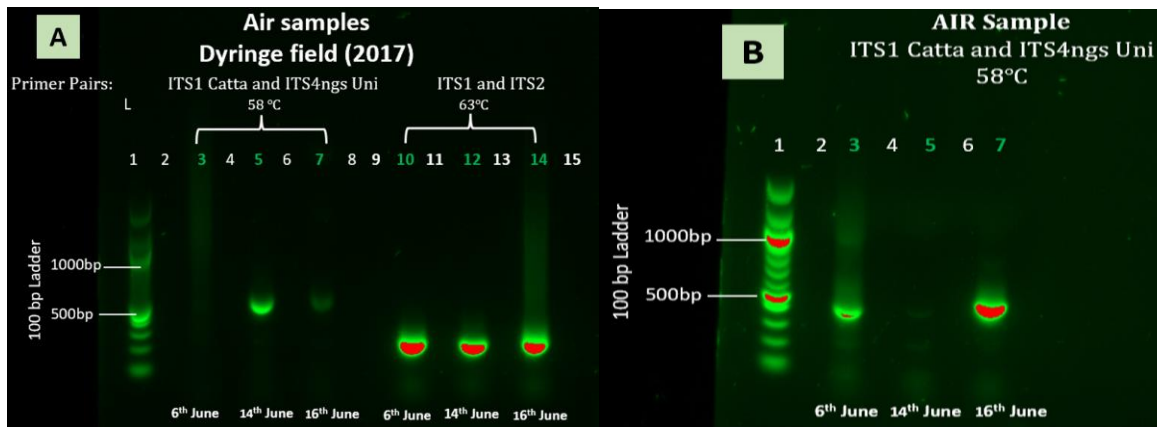 A
Air samples
Dyringe field (2017)
Primer Pairs: ITS1 Catta and ITS4ngs Uni ITS1 and ITS2
L 58 °C 63°C
1 2 3 4 5 6 7 8 9 10 11 12 13 14 15
100 bp Ladder
1000bp
500bp
6th June 14th June 16th June 6th June 14th June 16th June
B
AIR Sample
ITS1 Catta and ITS4ngs Uni
58°C
1 2 3 4 5 6 7
100 bp Ladder
1000bp
500bp
6th June 14th June 16th June